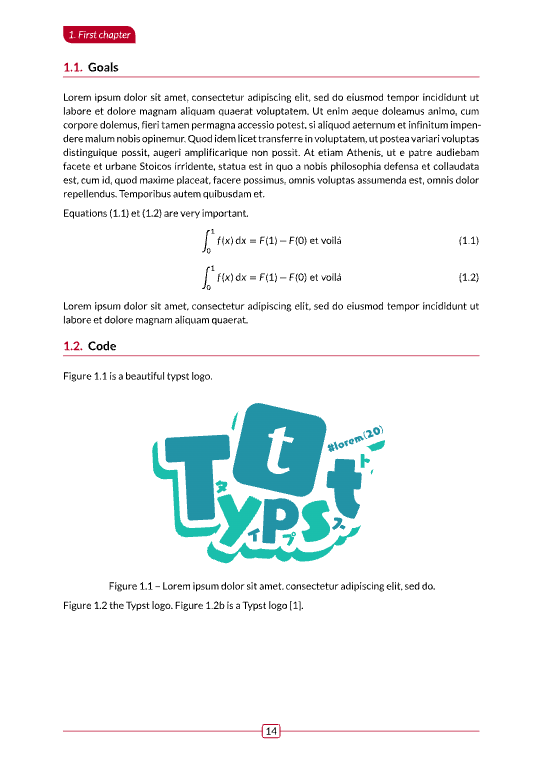 1. First chapter
1.1. Goals
Lorem ipsum dolor sit amet, consectetur adipiscing elit, sed do eiusmod tempor incididunt ut
labore et dolore magnam aliquam quaerat voluptatem. Ut enim aeque doleamus animo, cum
corpore dolemus, fieri tamen permagna accessio potest, si aliquod aeternum et infinitum impen-
dere malum nobis opinemur. Quod idem licet transferre in voluptatem, ut postea variari voluptas
distinguique possit, augeri amplificarique non possit. At etiam Athenis, ut e patre audiebam
facete et urbane Stoicos irridente, statua est in quo a nobis philosophia defensa et collaudata
est, cum id, quod maxime placeat, facere possimus, omnis voluptas assumenda est, omnis dolor
repellendus. Temporibus autem quibusdam et.
Equations (1.1) et (1.2) are very important.
∫₀¹ f(x) dx = F(1) − F(0) et voilá (1.1)
∫₀¹ f(x) dx = F(1) − F(0) et voilá (1.2)
Lorem ipsum dolor sit amet, consectetur adipiscing elit, sed do eiusmod tempor incididunt ut
labore et dolore magnam aliquam quaerat.
1.2. Code
Figure 1.1 is a beautiful typst logo.
t
#lorem(20)
Typst
タイプスト
Figure 1.1 – Lorem ipsum dolor sit amet, consectetur adipiscing elit, sed do.
Figure 1.2 the Typst logo. Figure 1.2b is a Typst logo [1].
14